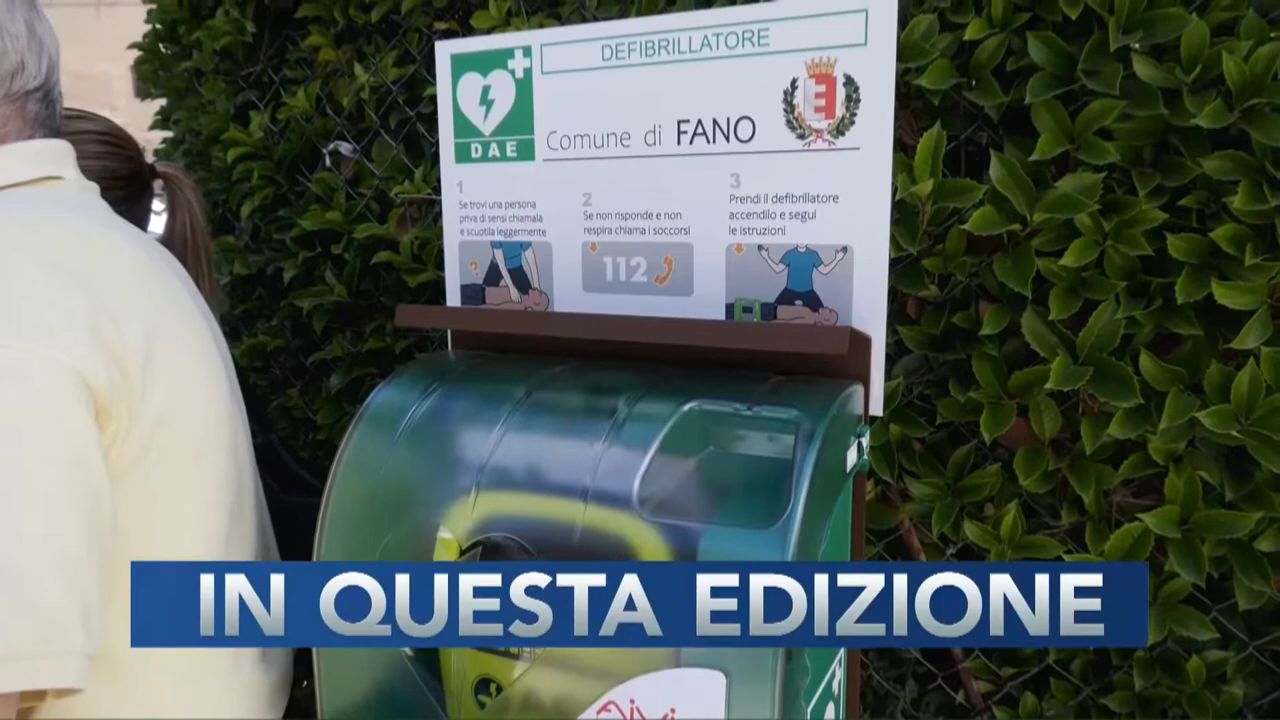 DEFIBRILLATORE
DAE
Comune di FANO
1
Se trovi una persona
priva di sensi chiamala
e scuotila leggermente
2
Se non risponde e non
respira chiama i soccorsi
112
3
Prendi il defibrillatore
accendilo e segui
le istruzioni
?
IN QUESTA EDIZIONE